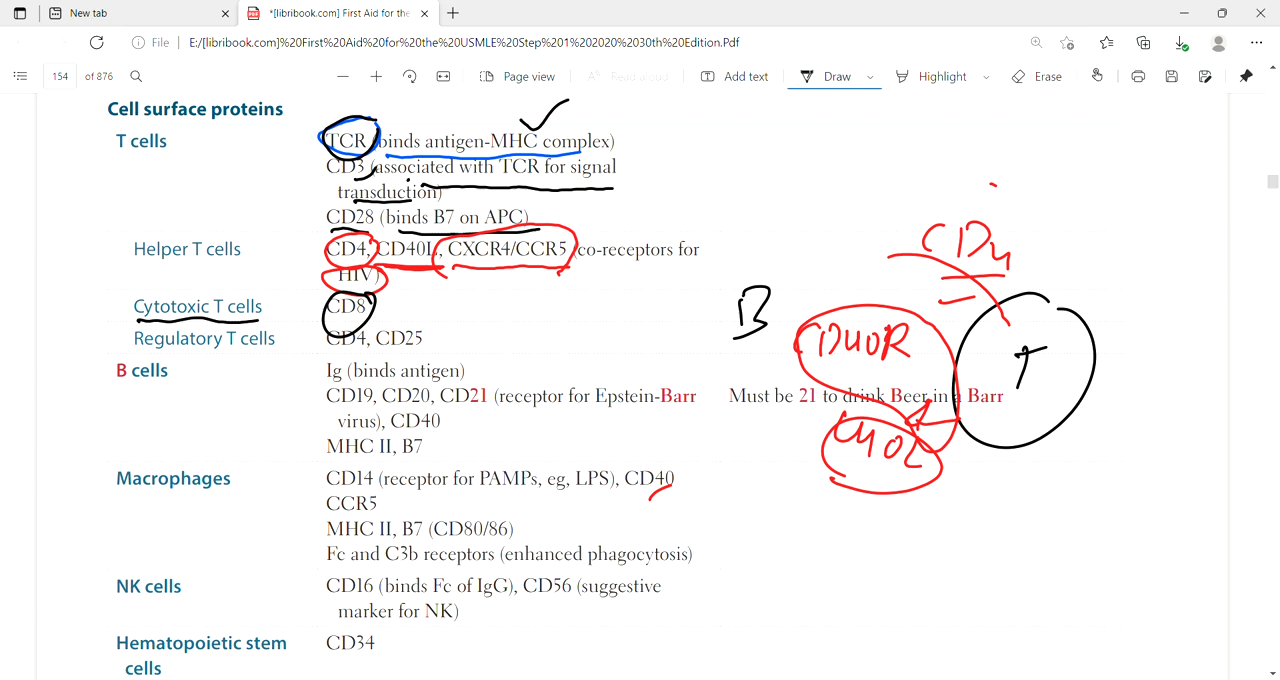 New tab
*[libribook.com] First Aid for the
File E:/[libribook.com]%20First%20Aid%20for%20the%20USMLE%20Step%201%202020%2030th%20Edition.Pdf
154 of 876 Page view Read aloud Add text Draw Highlight Erase
Cell surface proteins
T cells TCR (binds antigen-MHC complex)
CD3 (associated with TCR for signal
transduction)
CD28 (binds B7 on APC)
Helper T cells CD4, CD40L, CXCR4/CCR5 (co-receptors for
HIV)
Cytotoxic T cells CD8
Regulatory T cells CD4, CD25
B cells Ig (binds antigen)
CD19, CD20, CD21 (receptor for Epstein-Barr Must be 21 to drink Beer in a Barr
virus), CD40
MHC II, B7
Macrophages CD14 (receptor for PAMPs, eg, LPS), CD40
CCR5
MHC II, B7 (CD80/86)
Fc and C3b receptors (enhanced phagocytosis)
NK cells CD16 (binds Fc of IgG), CD56 (suggestive
marker for NK)
Hematopoietic stem CD34
cells
CD4
B
CD40R
T
40L